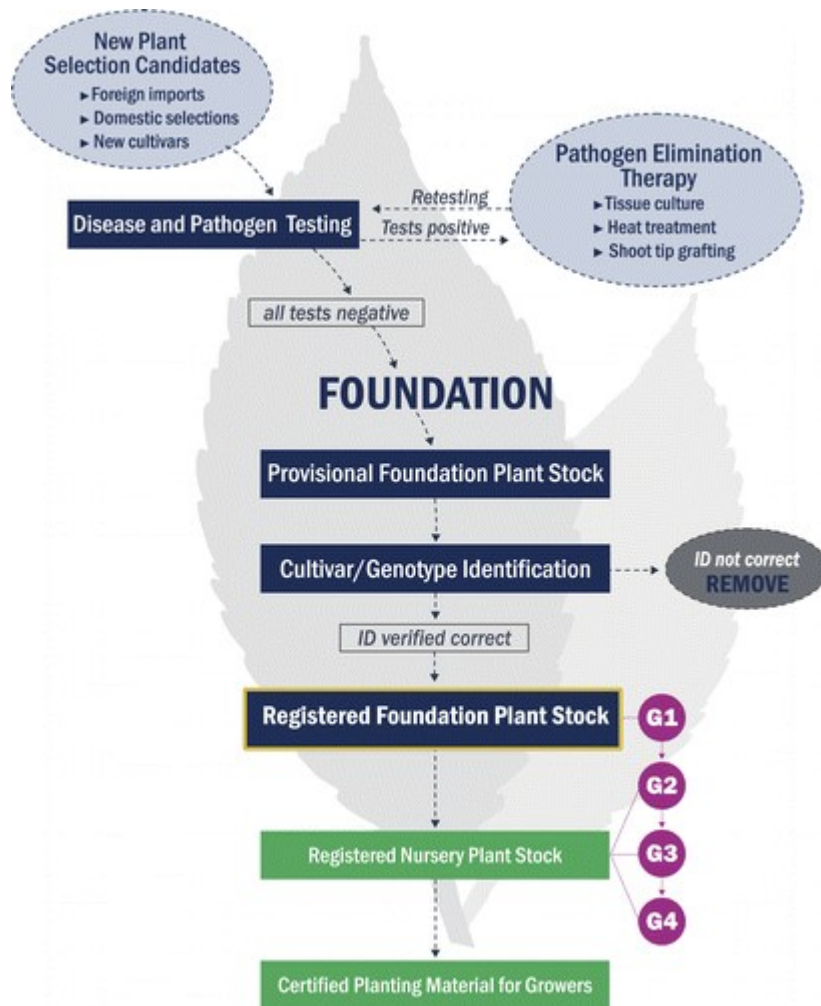 New Plant
Selection Candidates
▸ Foreign imports
▸ Domestic selections
▸ New cultivars
Pathogen Elimination
Therapy
▸ Tissue culture
▸ Heat treatment
▸ Shoot tip grafting
Retesting
Disease and Pathogen Testing
Tests positive
all tests negative
FOUNDATION
Provisional Foundation Plant Stock
Cultivar/Genotype Identification
ID not correct
REMOVE
ID verified correct
Registered Foundation Plant Stock
G1
G2
Registered Nursery Plant Stock
G3
G4
Certified Planting Material for Growers